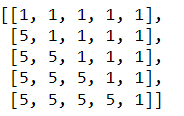 [[1, 1, 1, 1, 1],
[5, 1, 1, 1, 1],
[5, 5, 1, 1, 1],
[5, 5, 5, 1, 1],
[5, 5, 5, 5, 1]]